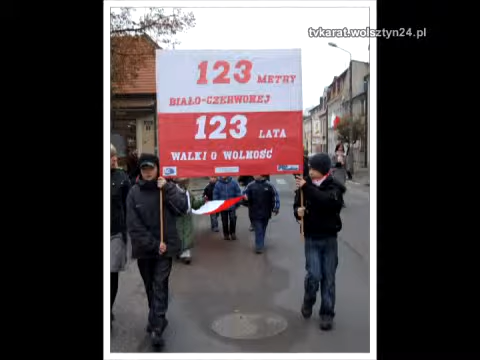 tvkarat.wolsztyn24.pl
123 METRY
BIAŁO-CZERWONEJ
123 LATA
WALKI O WOLNOŚĆ